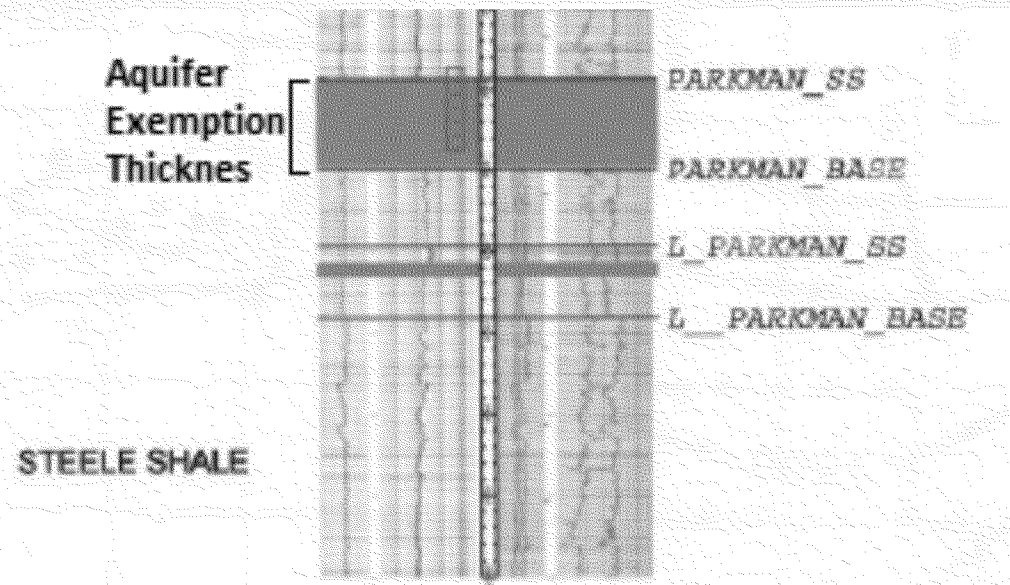 Aquifer
Exemption
Thicknes
PARKMAN_SS
PARKMAN_BASE
L_PARKMAN_SS
L__PARKMAN_BASE
STEELE SHALE